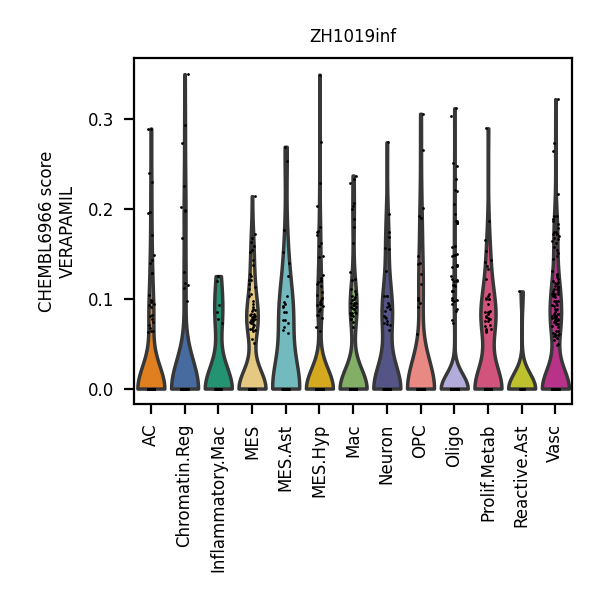 ZH1019inf
CHEMBL6966 score
VERAPAMIL
0.3
0.2
0.1
0.0
AC
Chromatin.Reg
Inflammatory.Mac
MES
MES.Ast
MES.Hyp
Mac
Neuron
OPC
Oligo
Prolif.Metab
Reactive.Ast
Vasc